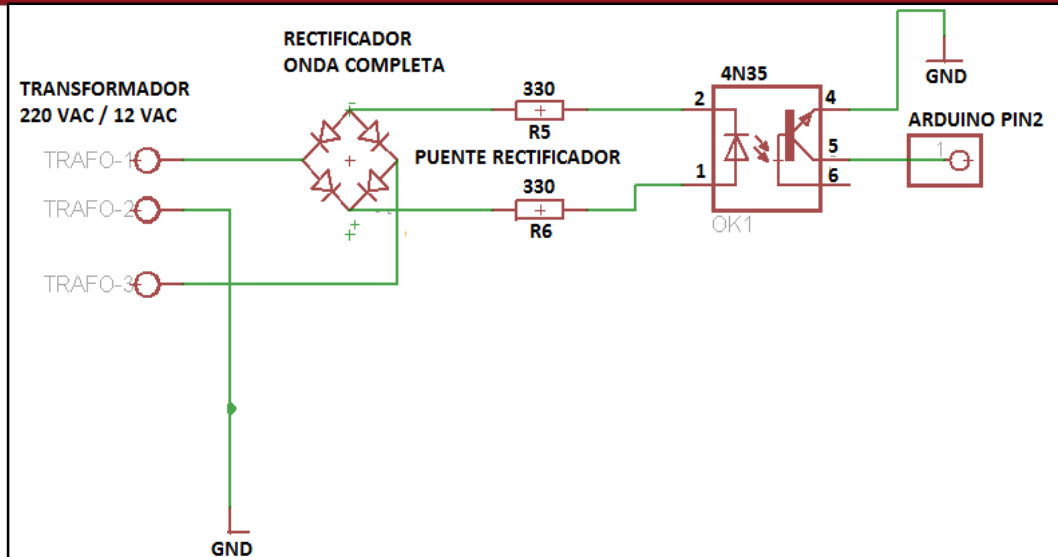 RECTIFICADOR
ONDA COMPLETA
TRANSFORMADOR
220 VAC / 12 VAC
TRAFO-1
TRAFO-2
TRAFO-3
330
R5
PUENTE RECTIFICADOR
330
R6
4N35
2
1
4
5
6
OK1
GND
ARDUINO PIN2
1
GND